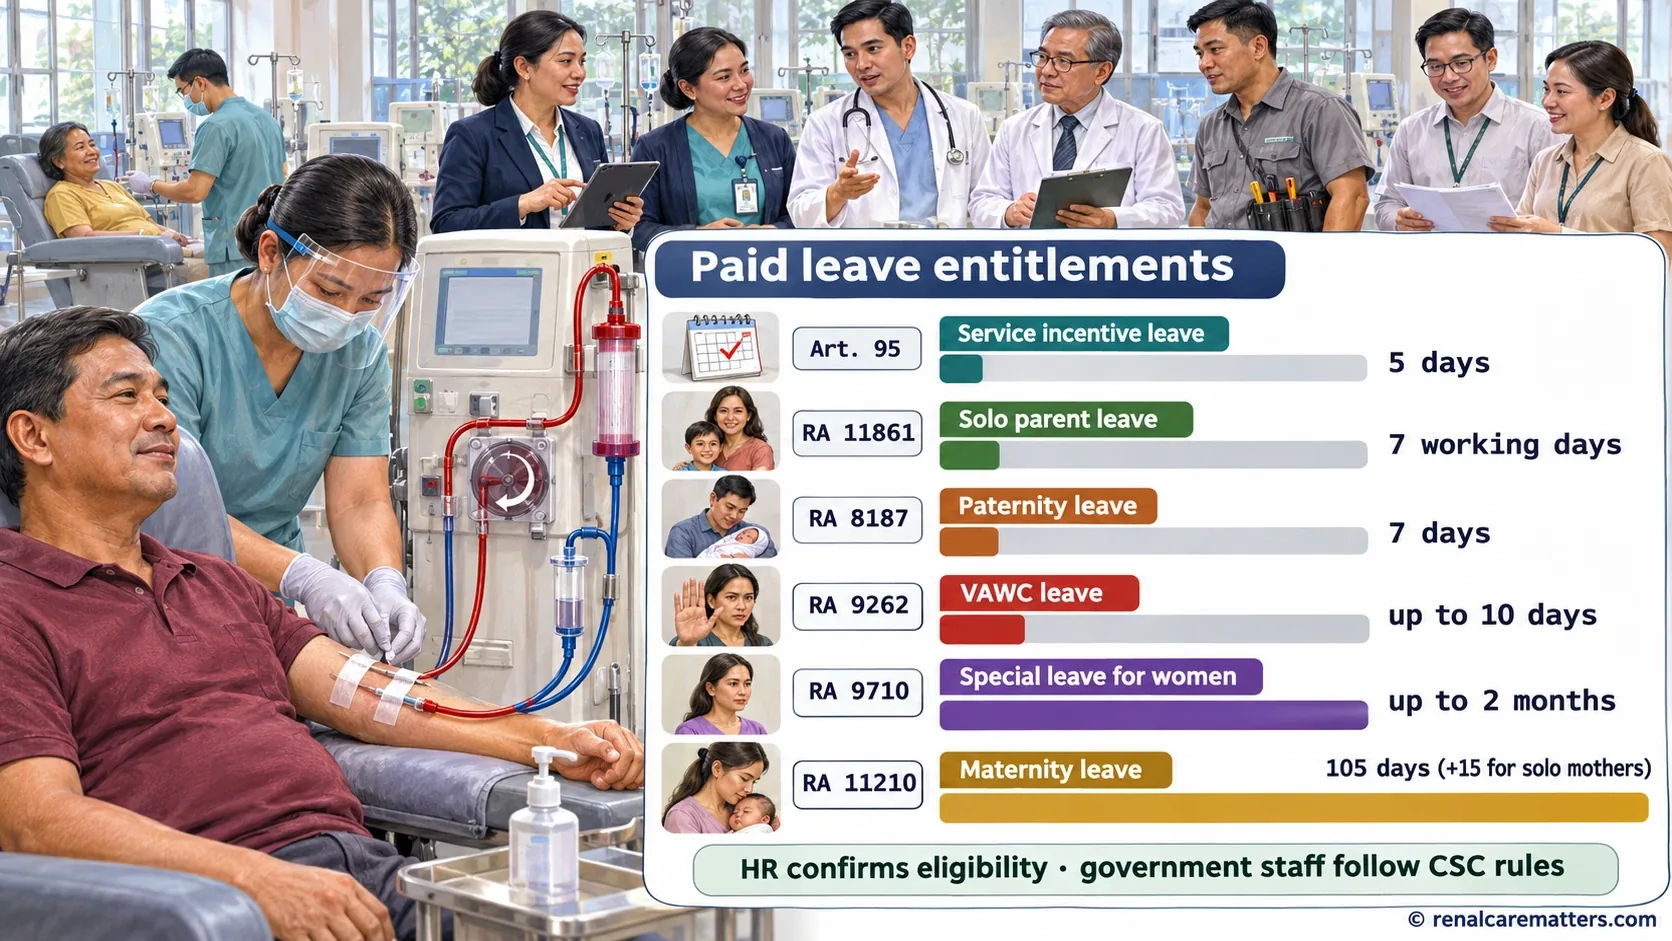 Paid leave entitlements
Art. 95
Service incentive leave
5 days
RA 11861
Solo parent leave
7 working days
RA 8187
Paternity leave
7 days
RA 9262
VAWC leave
up to 10 days
RA 9710
Special leave for women
up to 2 months
RA 11210
Maternity leave
105 days (+15 for solo mothers)
HR confirms eligibility · government staff follow CSC rules
© renalcarematters.com